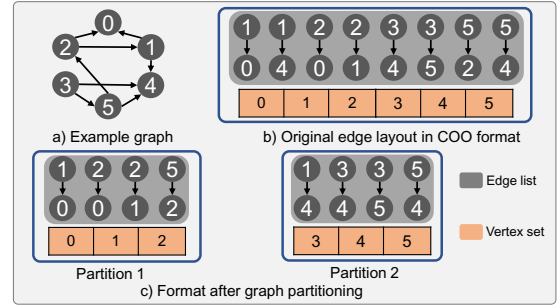 0
2 1
3 4
5
a) Example graph
1 1 2 2 3 3 5 5
0 4 0 1 4 5 2 4
0 1 2 3 4 5
b) Original edge layout in COO format
1 2 2 5
0 0 1 2
0 1 2
Partition 1
1 3 3 5
4 4 5 4
3 4 5
Partition 2
Edge list
Vertex set
c) Format after graph partitioning